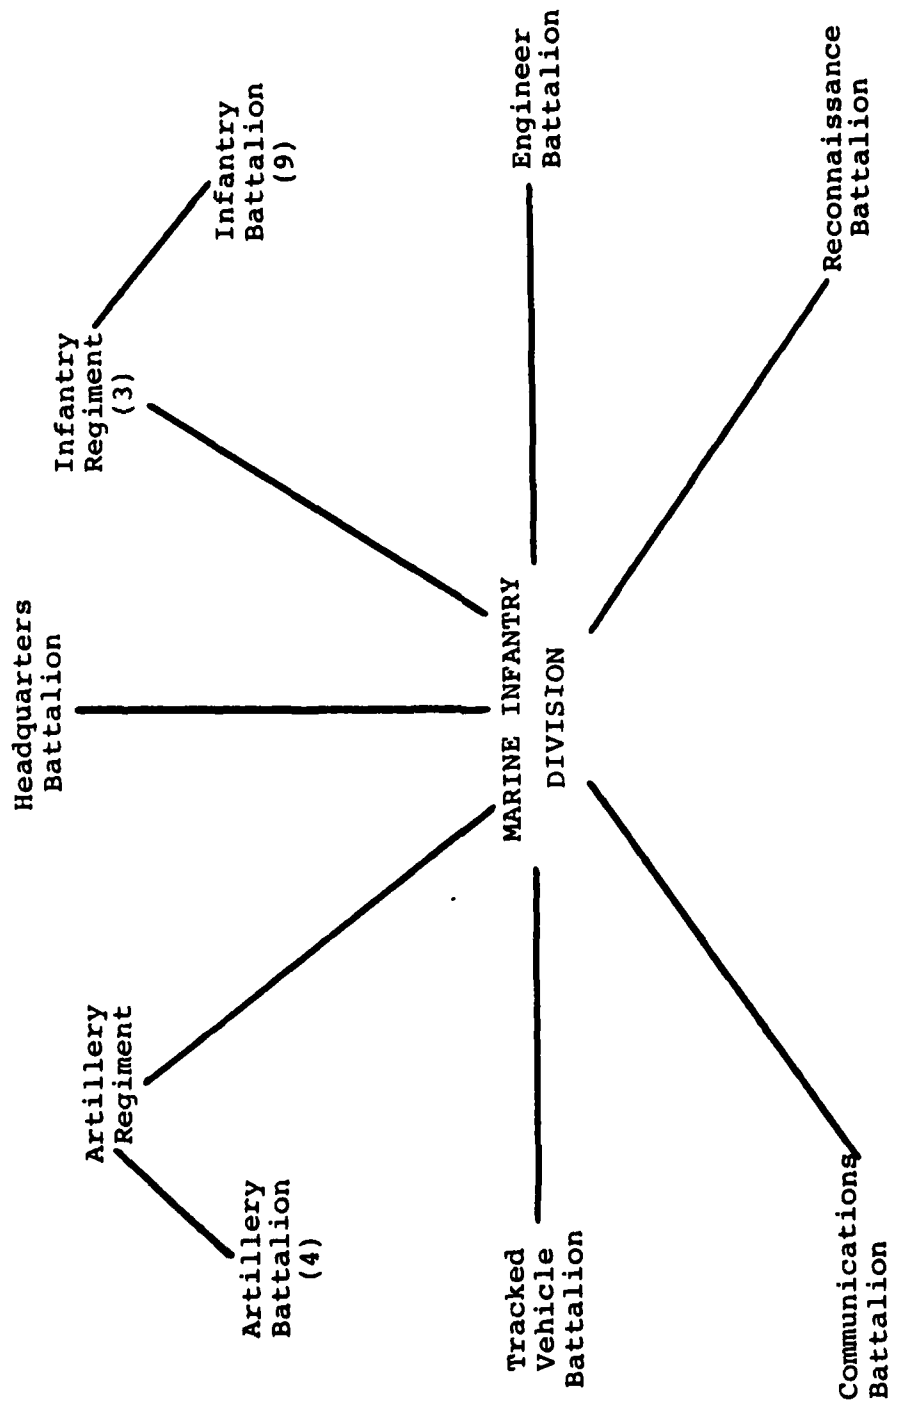 Headquarters
Battalion
Infantry
Regiment
(3)
Artillery
Regiment
Infantry
Battalion
(9)
Artillery
Battalion
(4)
MARINE INFANTRY
DIVISION
Tracked
Vehicle
Battalion
Engineer
Battalion
Communications
Battalion
Reconnaissance
Battalion